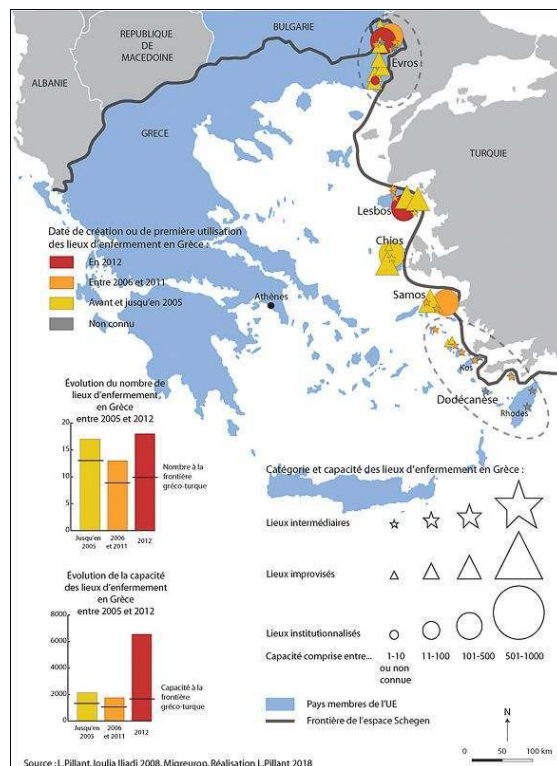 BULGARIE
REPUBLIQUE
DE
MACEDOINE
ALBANIE
Evros
GRECE
TURQUIE
Lesbos
Date de création ou de première utilisation
des lieux d'enfermement en Grèce :
En 2012
Entre 2006 et 2011
Avant et jusqu'en 2005
Non connu
Chios
Samos
Athènes
Kos
Dodécanèse
Rhodes
Évolution du nombre de
lieux d'enfermement,
en Grèce
entre 2005 et 2012
20
15
10
5
0
Nombre à la
frontière
gréco-turque
Jusqu'en
2005
2006
et 2011
2012
Évolution de la capacité
des lieux d'enfermement
en Grèce
entre 2005 et 2012
8000
6000
4000
2000
0
Capacité à la
frontière
gréco-turque
Jusqu'en
2005
2006
et 2011
2012
Catégorie et capacité des lieux d'enfermement en Grèce :
Lieux intermédiaires
Lieux improvisés
Lieux institutionnalisés
Capacité comprise entre...
1-10
ou non
connue
11-100
101-500
501-1000
Pays membres de l'UE
Frontière de l'espace Schegen
N
0 50 100 km
Source : L.Pillant, Ioulia Iliadi 2008, Migreurop, Réalisation L.Pillant 2018